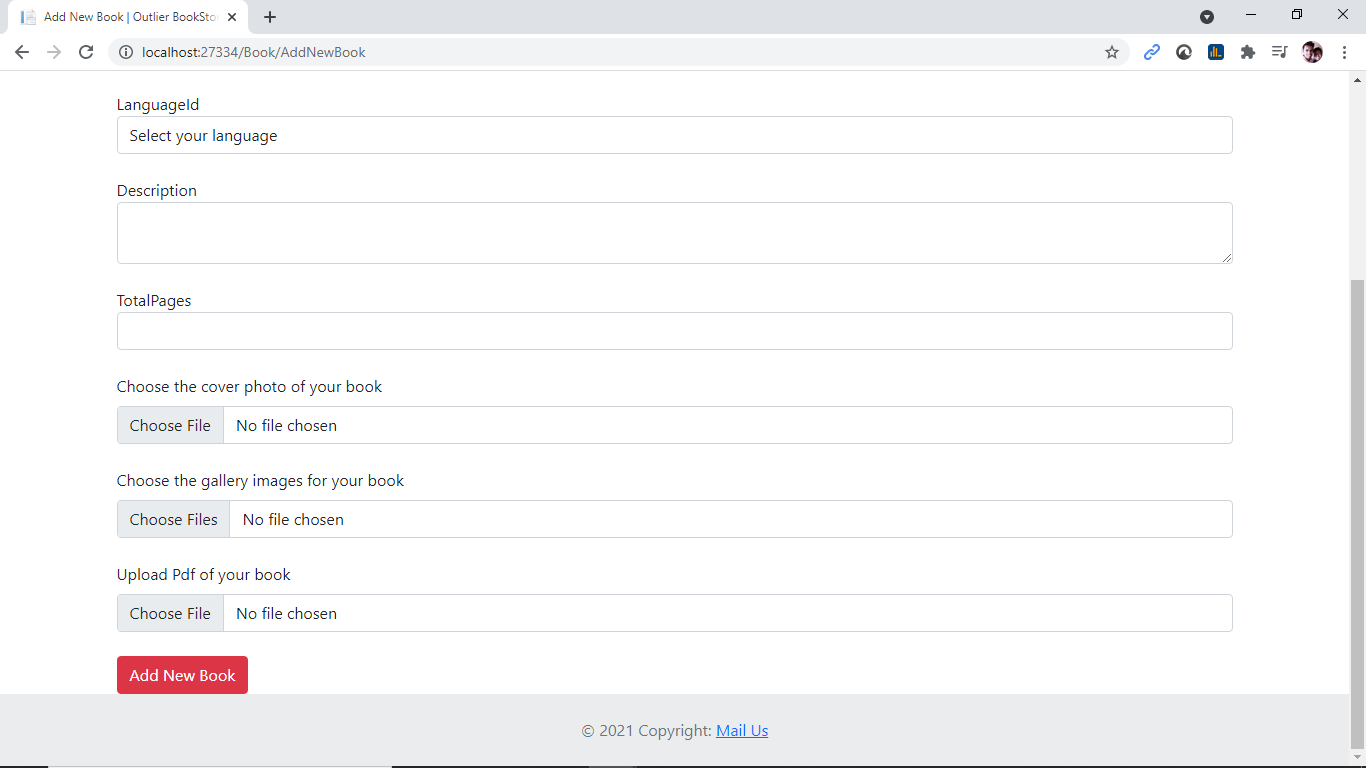 Add New Book | Outlier BookSto
localhost:27334/Book/AddNewBook
LanguageId
Select your language
Description
TotalPages
Choose the cover photo of your book
Choose File No file chosen
Choose the gallery images for your book
Choose Files No file chosen
Upload Pdf of your book
Choose File No file chosen
Add New Book
© 2021 Copyright: Mail Us